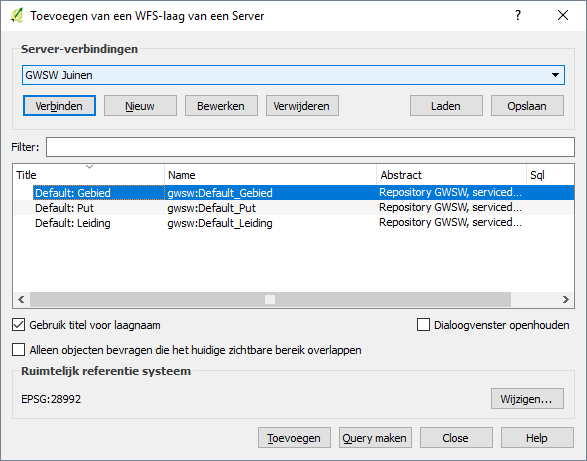 Toevoegen van een WFS-laag van een Server
Server-verbindingen
GWSW Juinen
Verbinden Nieuw Bewerken Verwijderen Laden Opslaan
Filter:
Title Name Abstract Sql
Default: Gebied gwsw:Default_Gebied Repository GWSW, serviced...
Default: Put gwsw:Default_Put Repository GWSW, serviced...
Default: Leiding gwsw:Default_Leiding Repository GWSW, serviced...
Gebruik titel voor laagnaam Dialoogvenster openhouden
Alleen objecten bevragen die het huidige zichtbare bereik overlappen
Ruimtelijk referentie systeem
EPSG:28992 Wijzigen...
Toevoegen Query maken Close Help